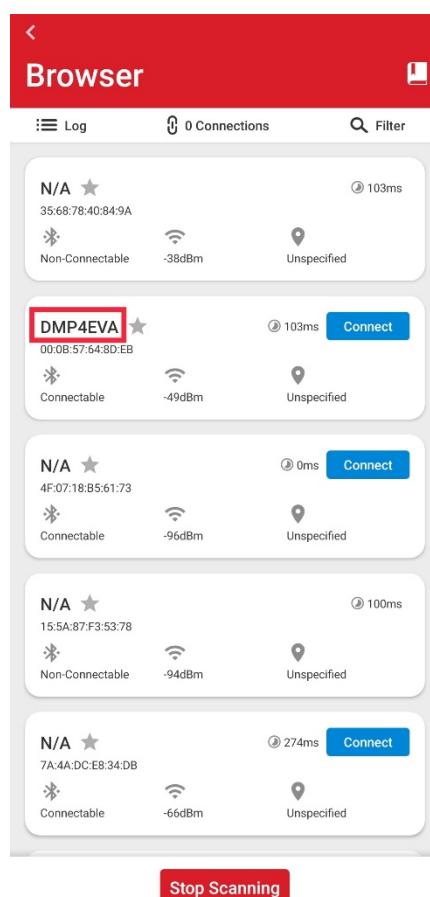 Browser
Log 0 Connections Filter
N/A 103ms
35:68:78:40:84:9A
Non-Connectable -38dBm Unspecified
DMP4EVA 103ms Connect
00:0B:57:64:8D:EB
Connectable -49dBm Unspecified
N/A 0ms Connect
4F:07:18:B5:61:73
Connectable -96dBm Unspecified
N/A 100ms
15:5A:87:F3:53:78
Non-Connectable -94dBm Unspecified
N/A 274ms Connect
7A:4A:DC:E8:34:DB
Connectable -66dBm Unspecified
Stop Scanning